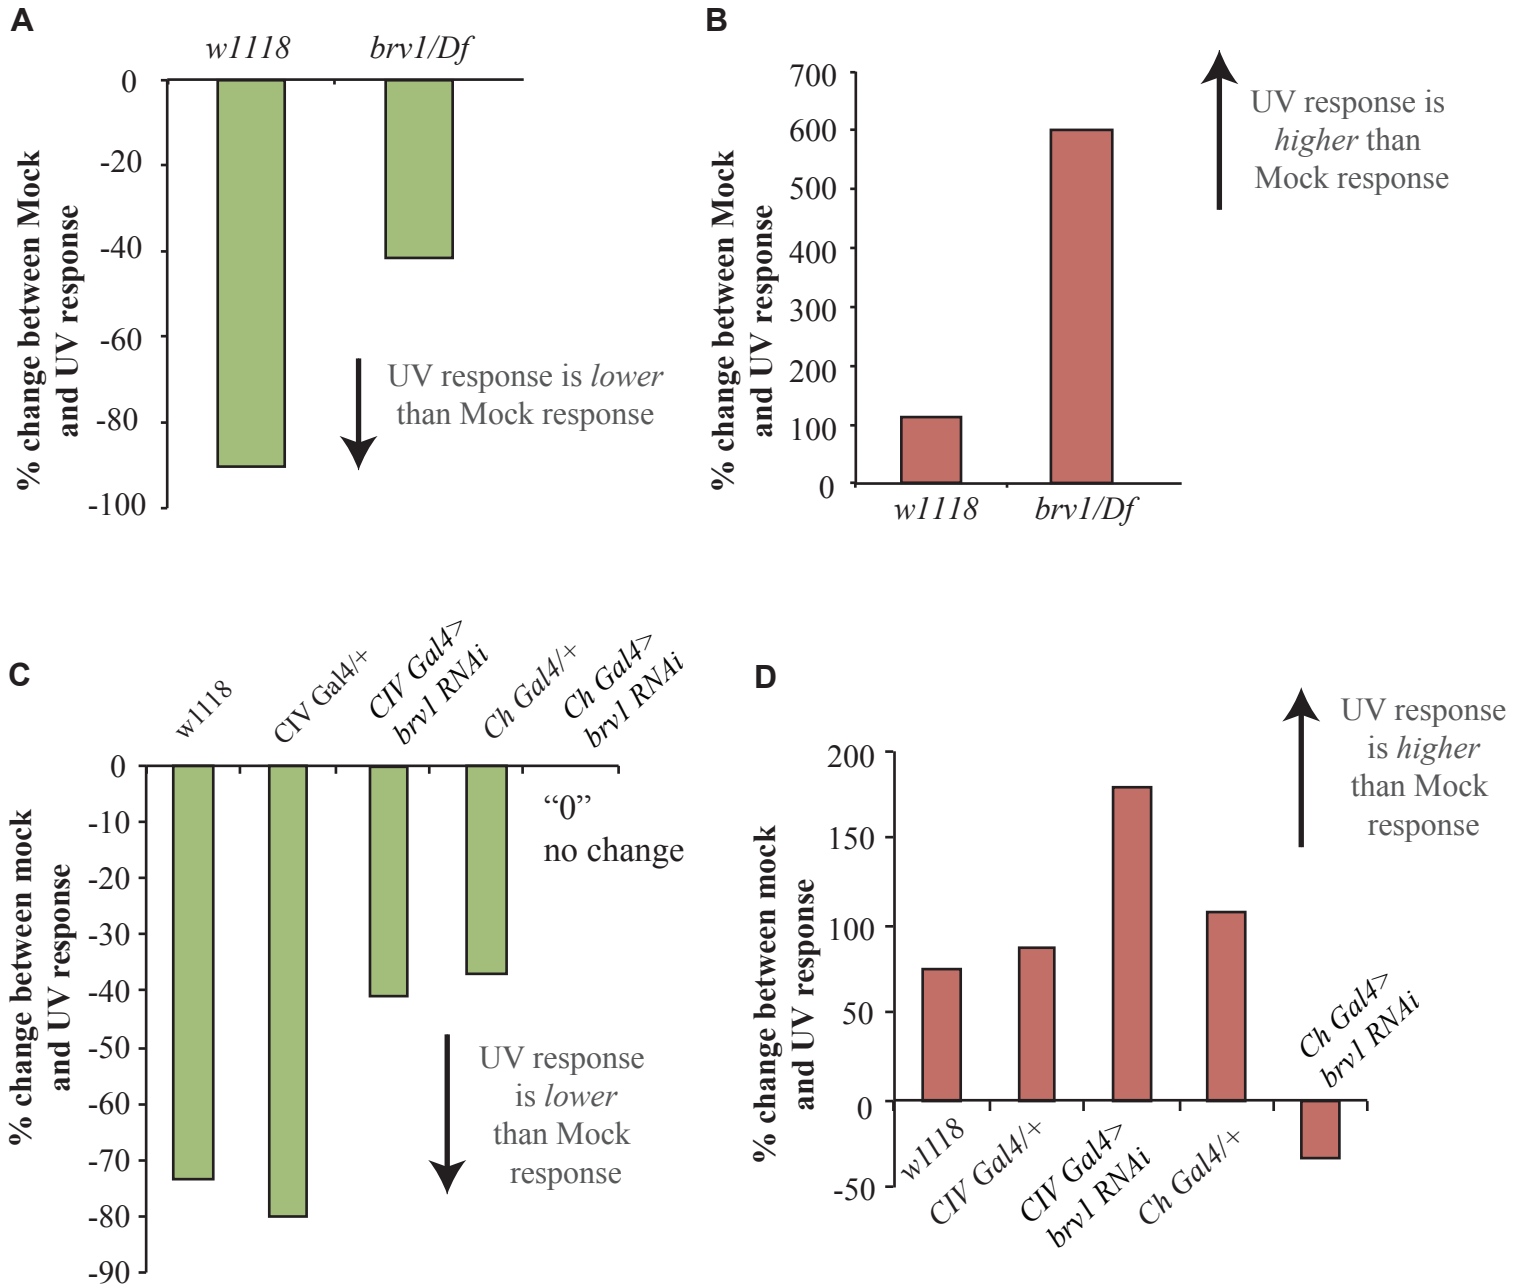 A
w1118
brv1/Df
0
-20
-40
-60
-80
-100
% change between Mock
and UV response
UV response is lower
than Mock response
B
700
600
500
400
300
200
100
0
% change between Mock
and UV response
w1118
brv1/Df
UV response is
higher than
Mock response
C
w1118
CIV Gal4/+
CIV Gal4>
brv1 RNAi
Ch Gal4/+
Ch Gal4>
brv1 RNAi
0
-10
-20
-30
-40
-50
-60
-70
-80
-90
% change between mock
and UV response
“0”
no change
UV response
is lower
than Mock
response
D
200
150
100
50
0
-50
% change between mock
and UV response
w1118
CIV Gal4/+
CIV Gal4>
brv1 RNAi
Ch Gal4/+
Ch Gal4>
brv1 RNAi
UV response
is higher
than Mock
response